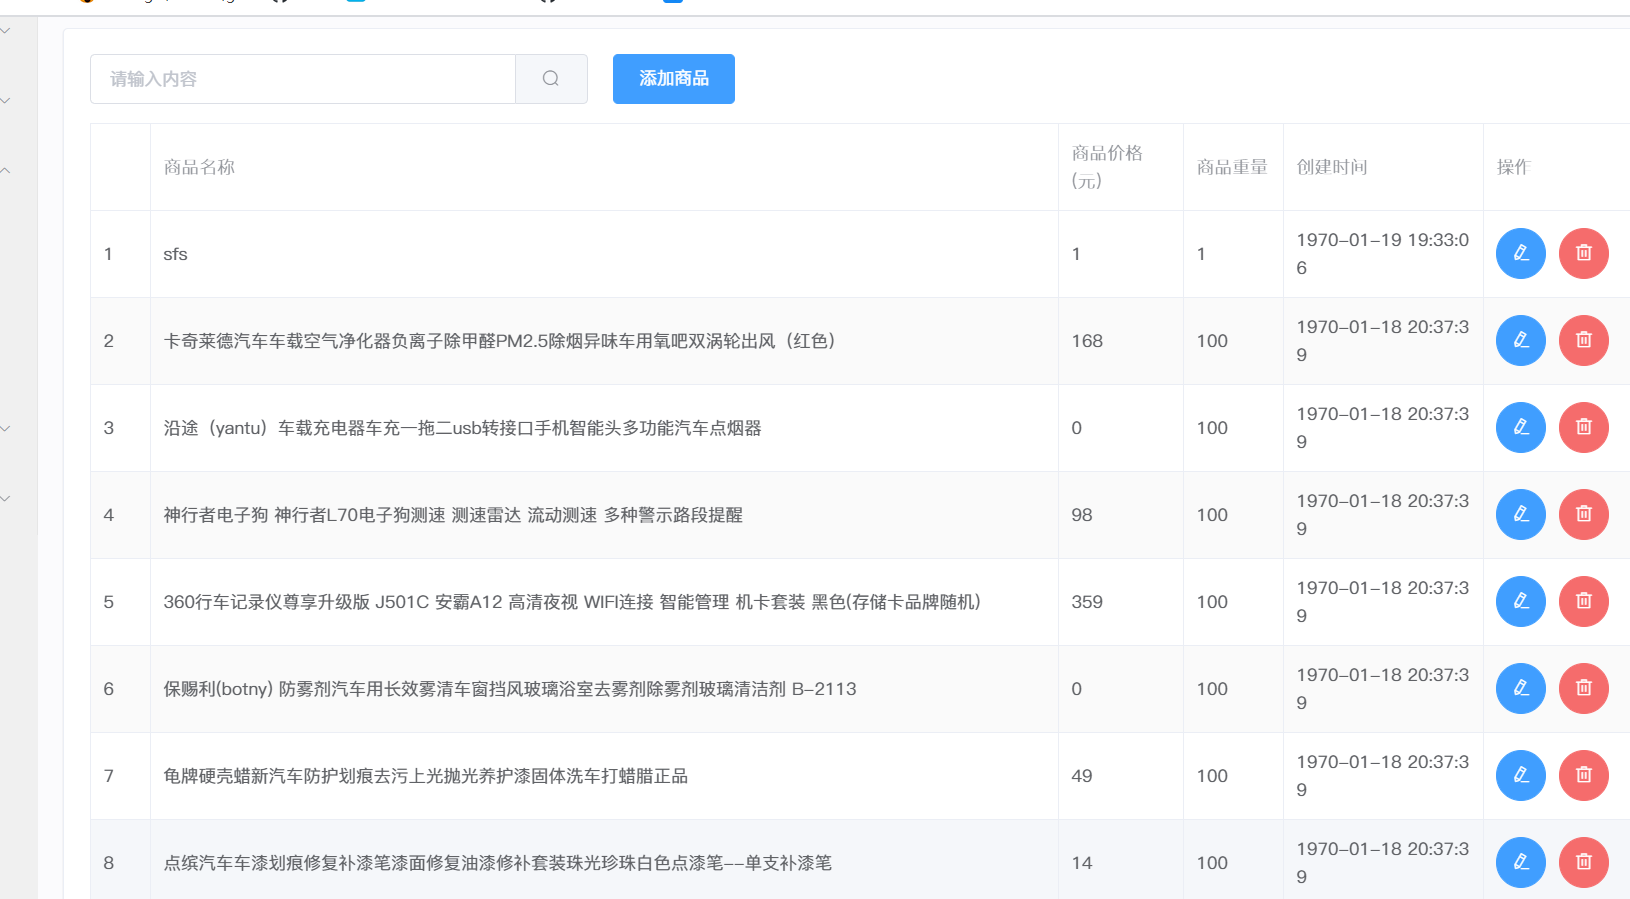 请输入内容
添加商品
商品名称
商品价格
(元)
商品重量
创建时间
操作
1
sfs
1
1
1970-01-19 19:33:0
6
2
卡奇莱德汽车车载空气净化器负离子除甲醛PM2.5除烟异味车用氧吧双涡轮出风（红色）
168
100
1970-01-18 20:37:3
9
3
沿途（yantu）车载充电器车充一拖二usb转接口手机智能头多功能汽车点烟器
0
100
1970-01-18 20:37:3
9
4
神行者电子狗 神行者L70电子狗测速 测速雷达 流动测速 多种警示路段提醒
98
100
1970-01-18 20:37:3
9
5
360行车记录仪尊享升级版 J501C 安霸A12 高清夜视 WIFI连接 智能管理 机卡套装 黑色(存储卡品牌随机)
359
100
1970-01-18 20:37:3
9
6
保赐利(botny) 防雾剂汽车用长效雾清车窗挡风玻璃浴室去雾剂除雾剂玻璃清洁剂 B-2113
0
100
1970-01-18 20:37:3
9
7
龟牌硬壳蜡新汽车防护划痕去污上光抛光养护漆固体洗车打蜡腊正品
49
100
1970-01-18 20:37:3
9
8
点缤汽车车漆划痕修复补漆笔漆面修复油漆修补套装珠光珍珠白色点漆笔--单支补漆笔
14
100
1970-01-18 20:37:3
9